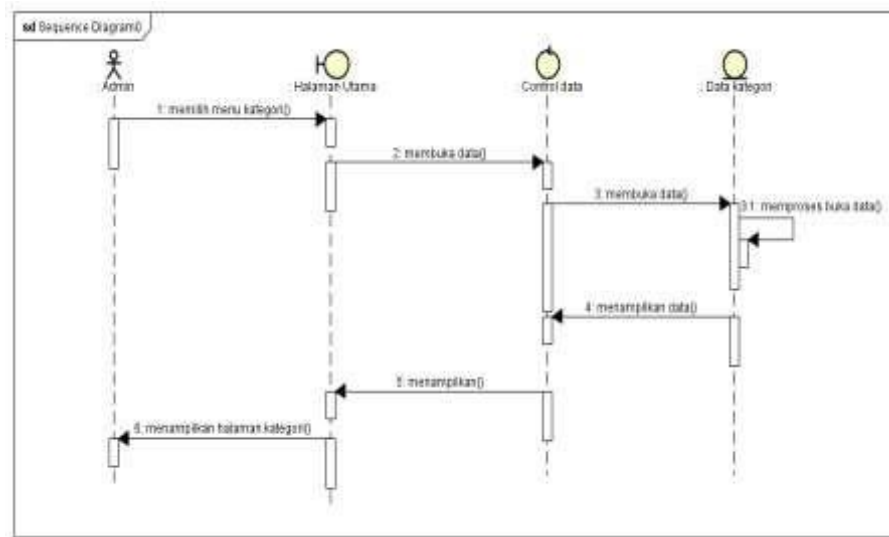 sd Sequence Diagram0
Admin
Halaman Utama
Control data
: Data kategori
1: memilih menu kategori()
2: membuka data()
3: membuka data()
3.1: memproses buka data()
4: menampilkan data()
5: menampilkan()
6: menampilkan halaman kategori()